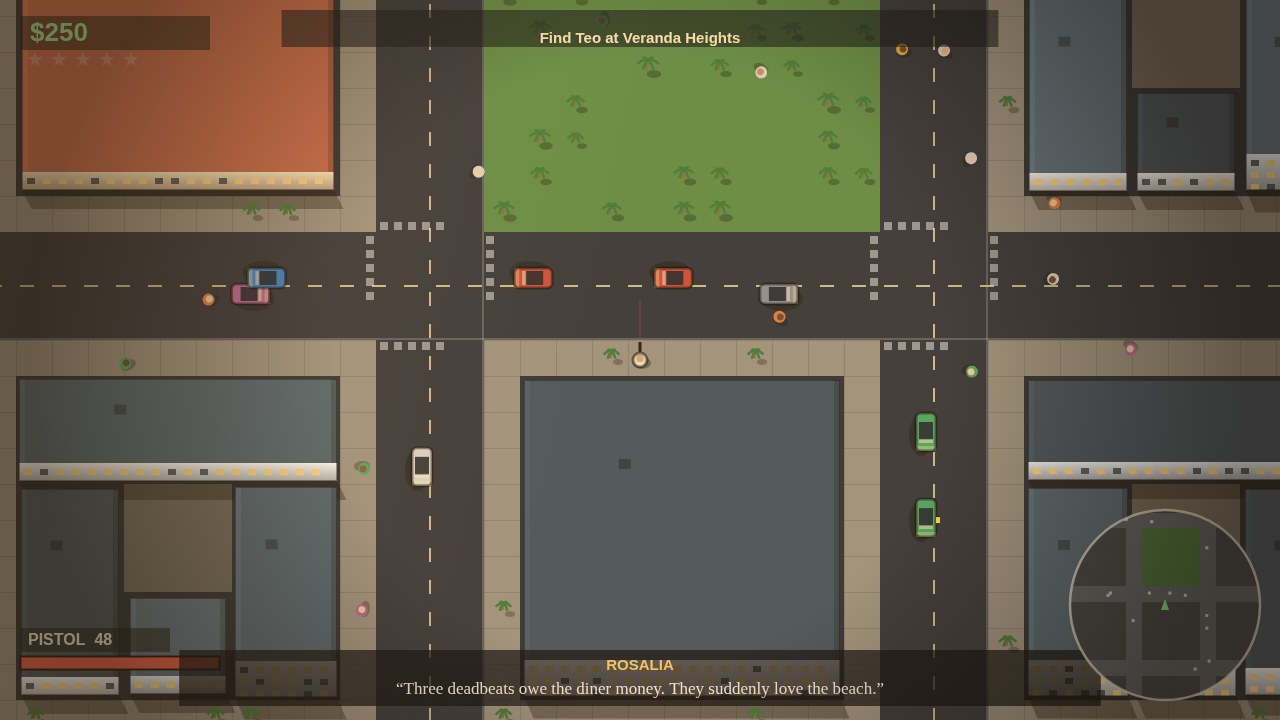 $250
Find Teo at Veranda Heights
PISTOL 48
ROSALIA
“Three deadbeats owe the diner money. They suddenly love the beach.”